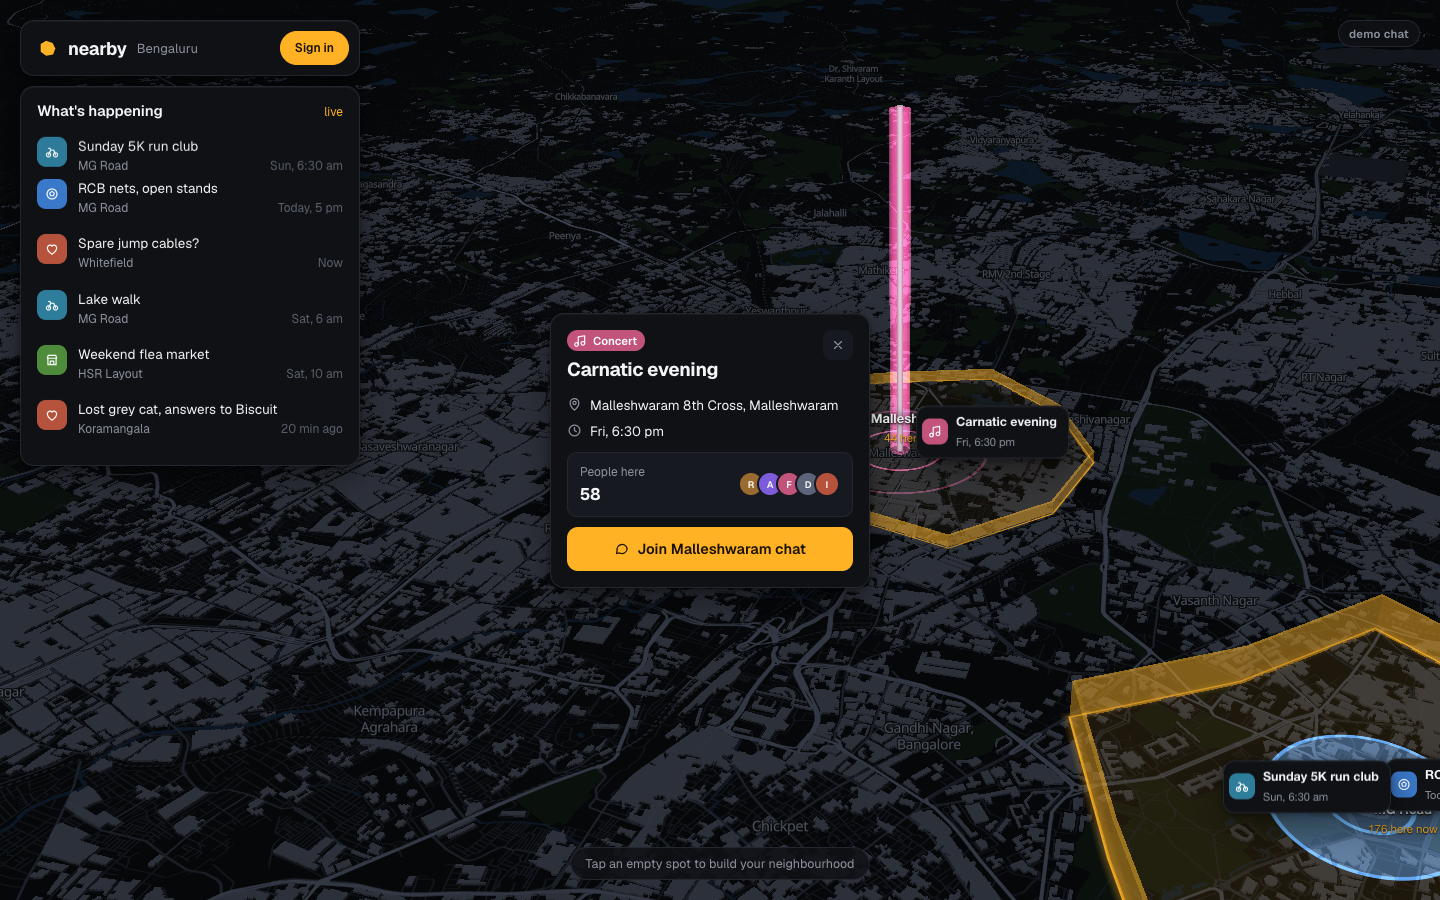 nearby Bengaluru Sign in
demo chat
What's happening live
Sunday 5K run club
MG Road Sun, 6:30 am
RCB nets, open stands
MG Road Today, 5 pm
Spare jump cables?
Whitefield Now
Lake walk
MG Road Sat, 6 am
Weekend flea market
HSR Layout Sat, 10 am
Lost grey cat, answers to Biscuit
Koramangala 20 min ago
Dr. Shivaram
Karanth Layout
Chikkabanavara
Yelahanka
Vidyaranyapura
Sahakara Nagar
Jalahalli
Peenya
RMV 2nd Stage
Hebbal
Yeswanthpur
RT Nagar
Concert
Carnatic evening
Malleshwaram 8th Cross, Malleshwaram
Fri, 6:30 pm
People here
58
R A F D I
Join Malleshwaram chat
Carnatic evening
Fri, 6:30 pm
Vasanth Nagar
Kempapura
Agrahara
Gandhi Nagar,
Bangalore
Sunday 5K run club
Sun, 6:30 am
MG Road
176 here now
Chickpet
Tap an empty spot to build your neighbourhood